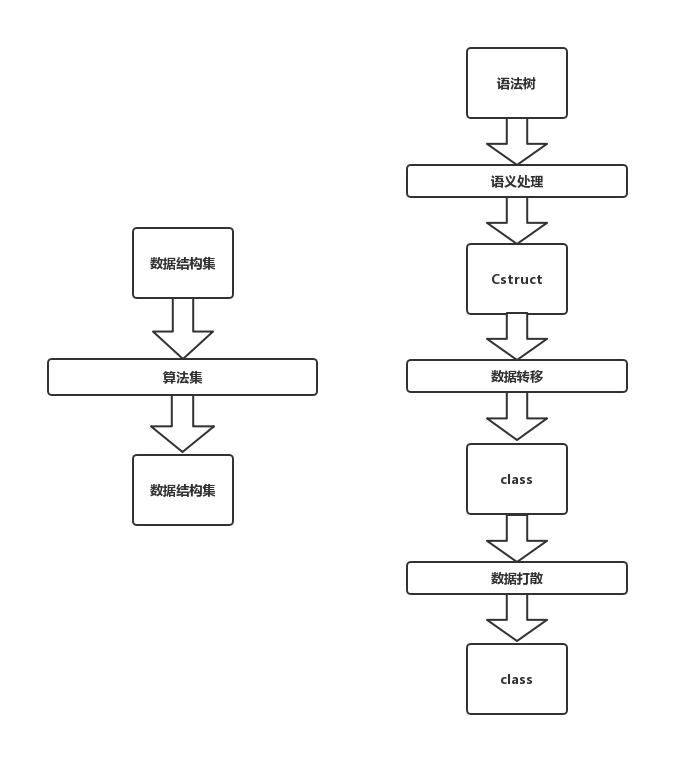 数据结构集
算法集
数据结构集
语法树
语义处理
Cstruct
数据转移
class
数据打散
class